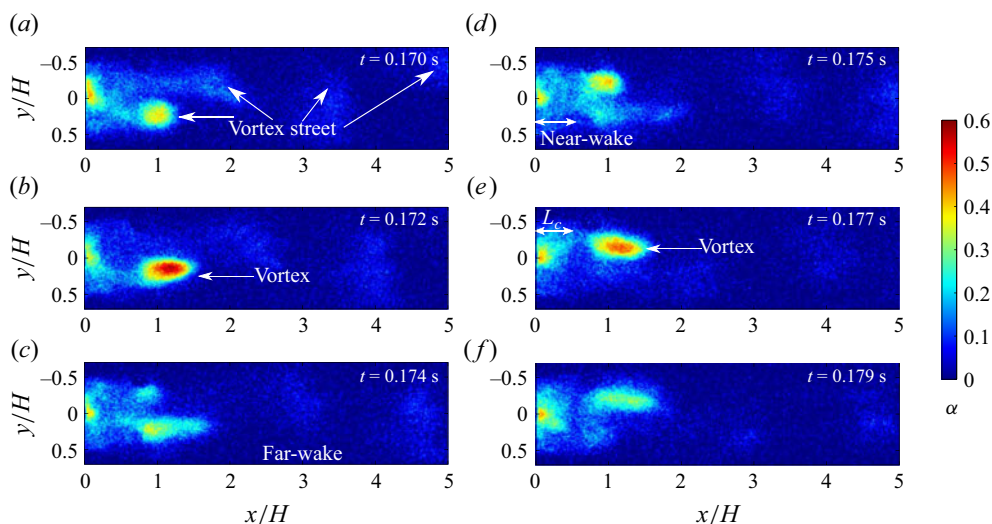 (a)
y/H
–0.5
0
0.5
t = 0.170 s
Vortex street
0 1 2 3 4 5
(b)
y/H
–0.5
0
0.5
t = 0.172 s
Vortex
0 1 2 3 4 5
(c)
y/H
–0.5
0
0.5
t = 0.174 s
Far-wake
0 1 2 3 4 5
x/H
(d)
–0.5
0
0.5
t = 0.175 s
Near-wake
0 1 2 3 4 5
(e)
–0.5
0
0.5
L_c
t = 0.177 s
Vortex
0 1 2 3 4 5
(f)
–0.5
0
0.5
t = 0.179 s
0 1 2 3 4 5
x/H
0.6
0.5
0.4
0.3
0.2
0.1
0
α